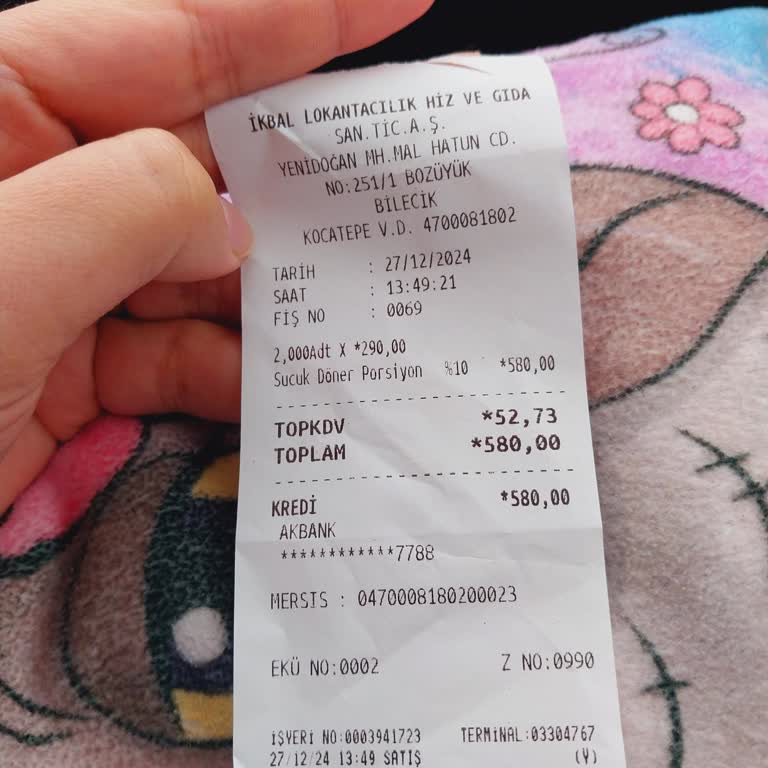 İKBAL LOKANTACILIK HİZ VE GIDA
SAN.TİC.A.Ş.
YENİDOĞAN MH.MAL HATUN CD.
NO:251/1 BOZÜYÜK
BİLECİK
KOCATEPE V.D. 4700081802
TARİH : 27/12/2024
SAAT : 13:49:21
FİŞ NO : 0069
2,000Adt X *290,00
Sucuk Döner Porsiyon %10 *580,00
TOPKDV *52,73
TOPLAM *580,00
KREDİ *580,00
AKBANK
************7788
MERSIS : 0470008180200023
EKÜ NO:0002 Z NO:0990
İŞYERİ NO:0003941723 TERMİNAL:03304767
27/12/24 13:49 SATIŞ (Y)